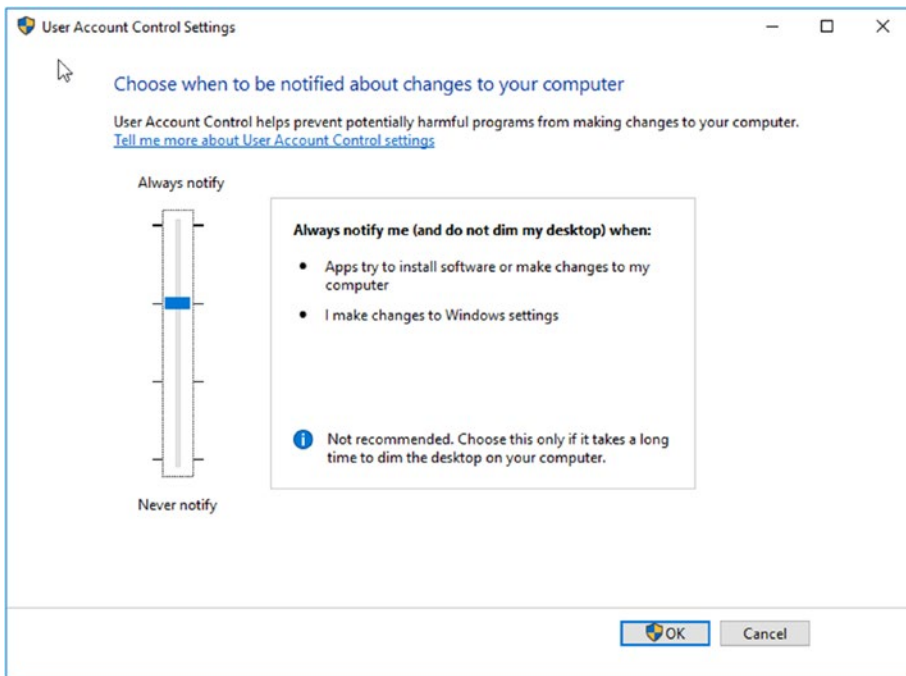 User Account Control Settings
Choose when to be notified about changes to your computer
User Account Control helps prevent potentially harmful programs from making changes to your computer.
Tell me more about User Account Control settings
Always notify
Always notify me (and do not dim my desktop) when:
Apps try to install software or make changes to my
computer
I make changes to Windows settings
Not recommended. Choose this only if it takes a long
time to dim the desktop on your computer.
Never notify
OK
Cancel